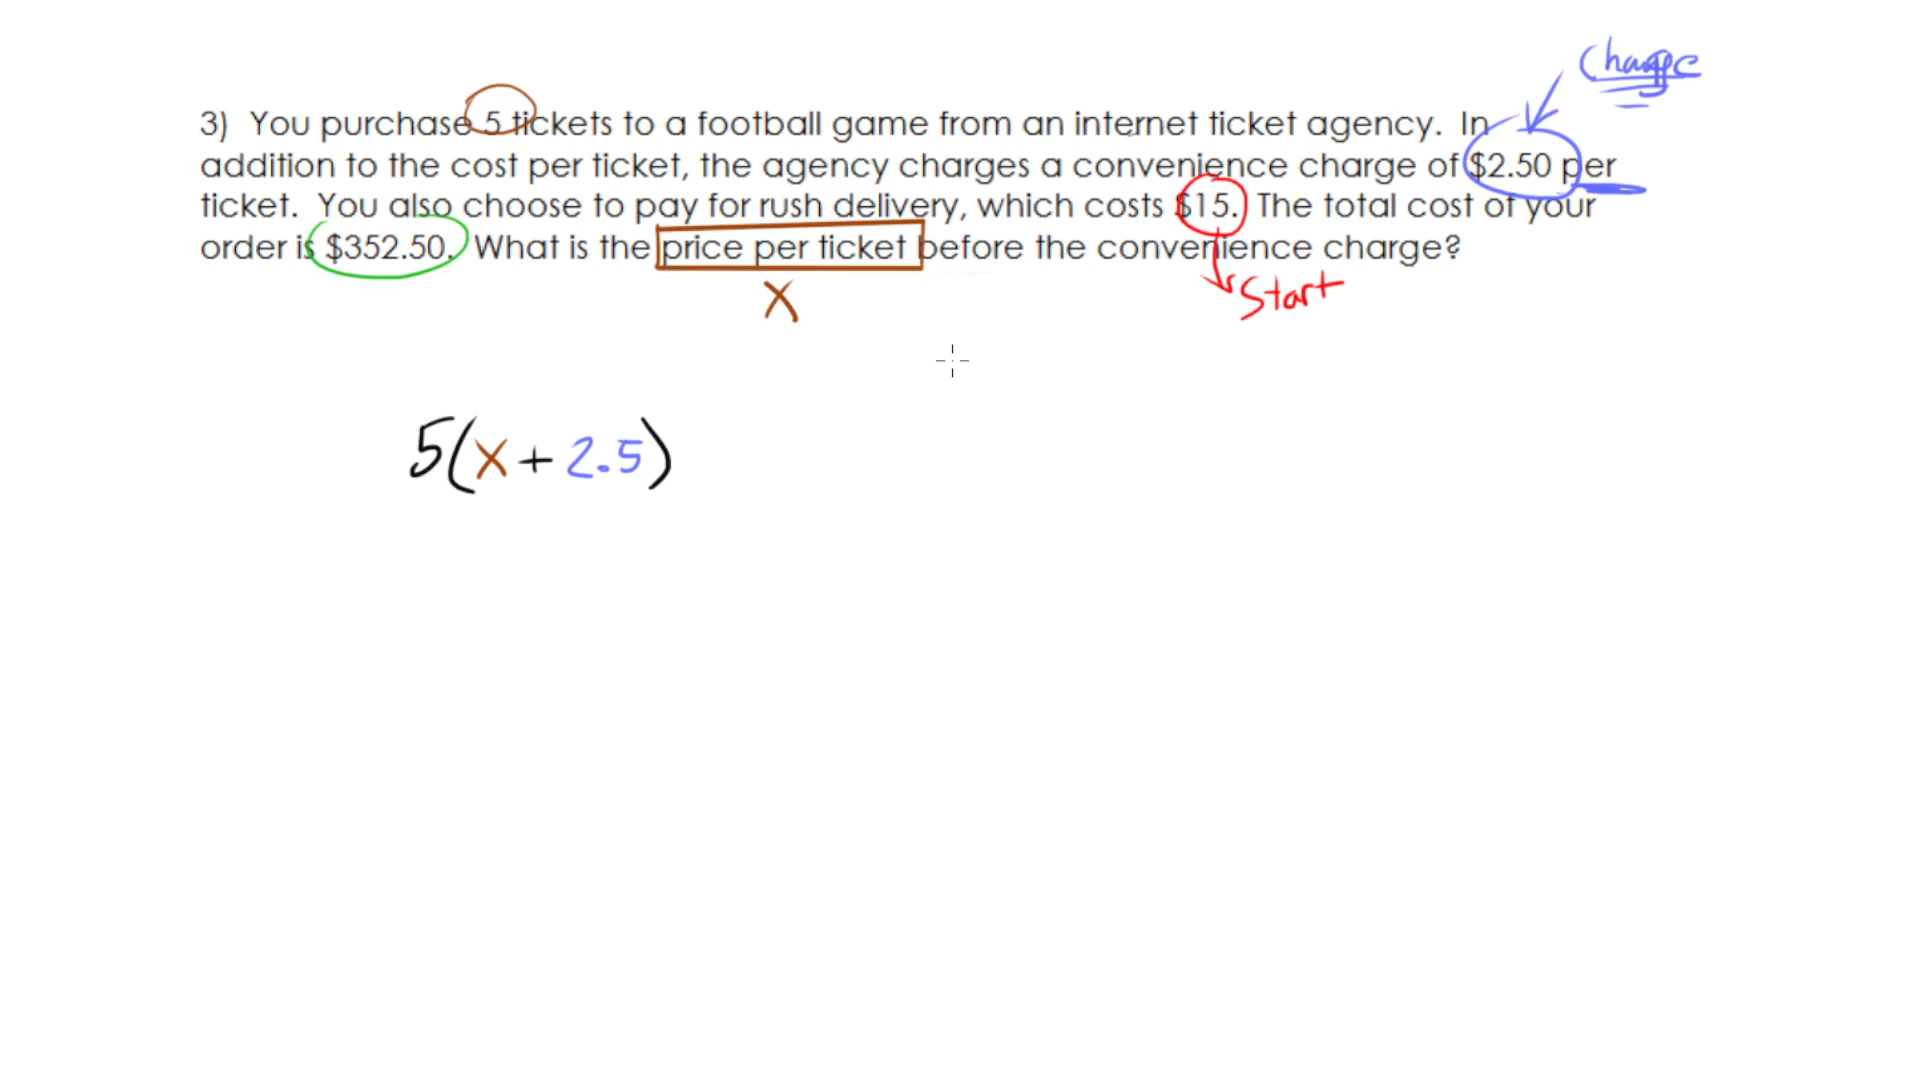 Change
3) You purchase 5 tickets to a football game from an internet ticket agency. In
addition to the cost per ticket, the agency charges a convenience charge of $2.50 per
ticket. You also choose to pay for rush delivery, which costs $15. The total cost of your
order is $352.50. What is the price per ticket before the convenience charge?
X
Start
5(x+2.5)